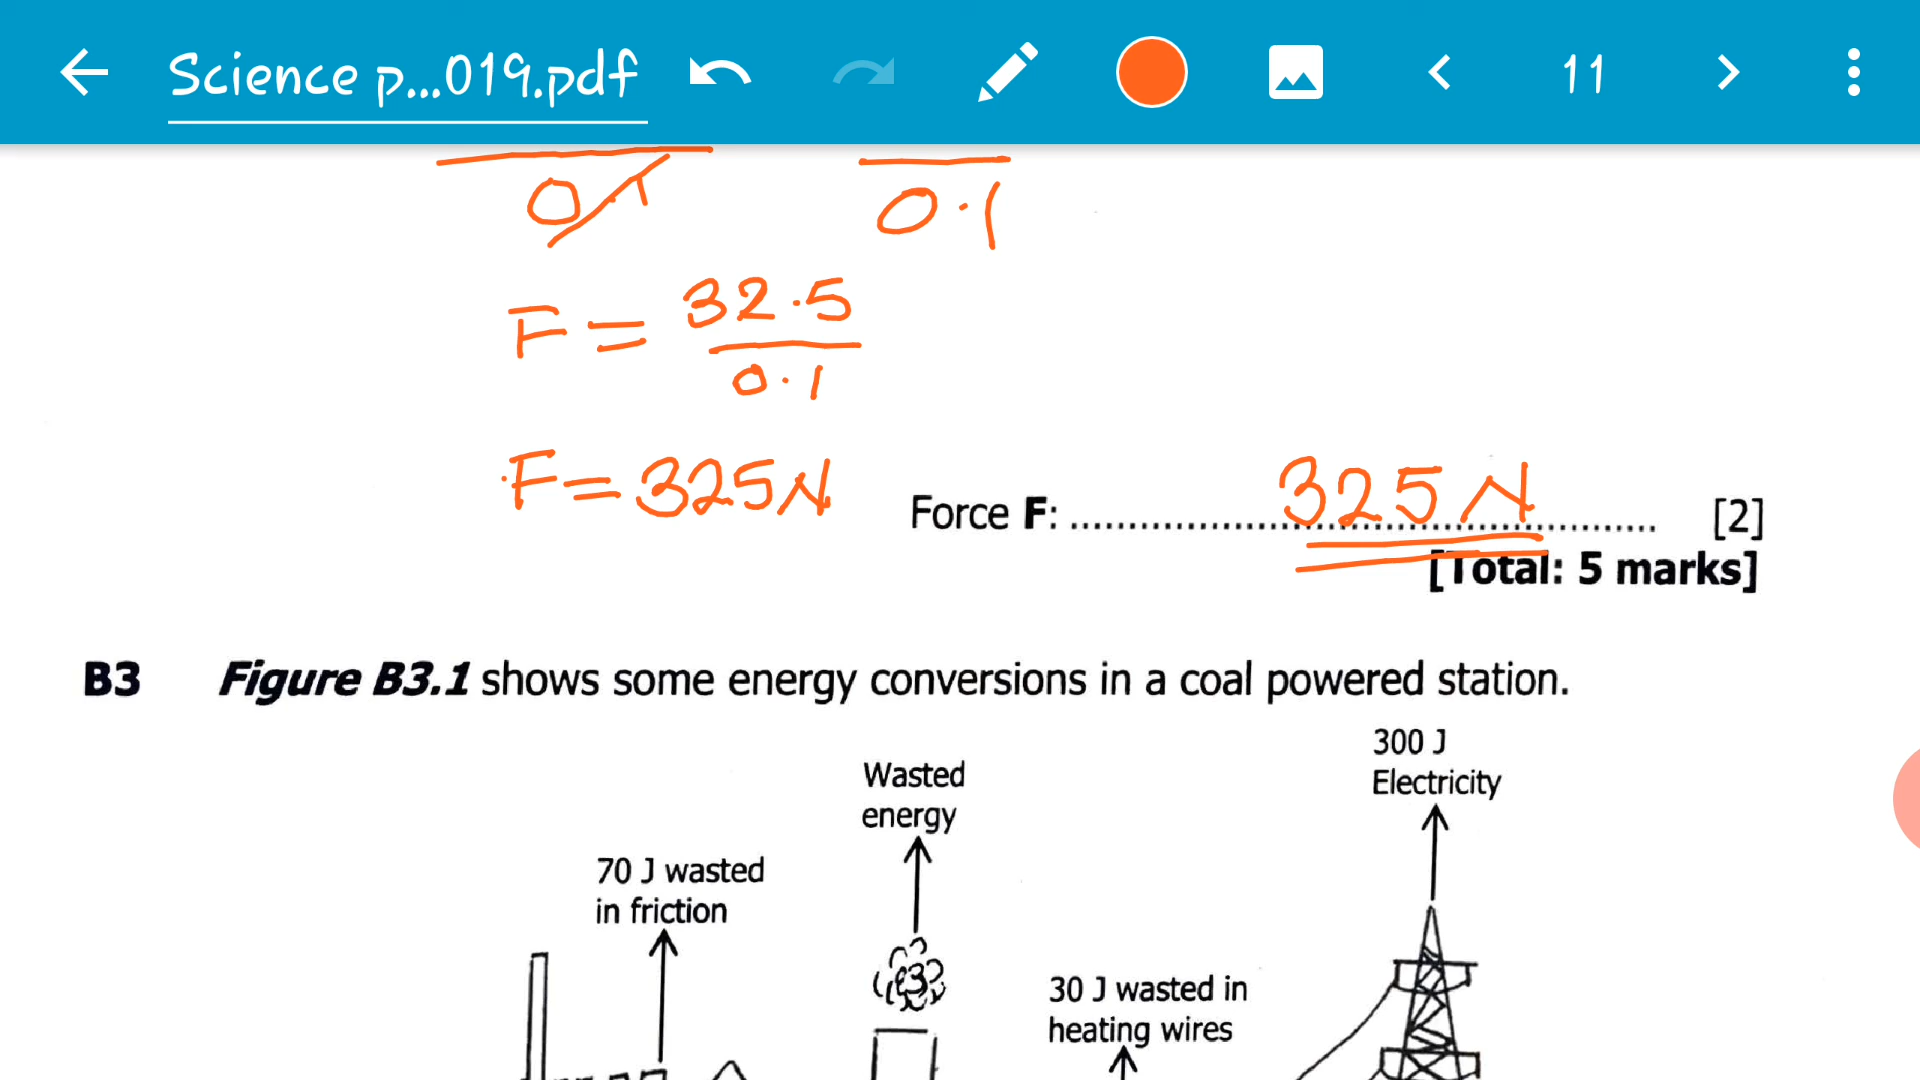 Science p...019.pdf
11
0.1
0.1
F = 32.5
0.1
F = 325N
Force F: ........ 325 N ........ [2]
[Total: 5 marks]
B3 Figure B3.1 shows some energy conversions in a coal powered station.
300 J
Electricity
Wasted
energy
70 J wasted
in friction
30 J wasted in
heating wires